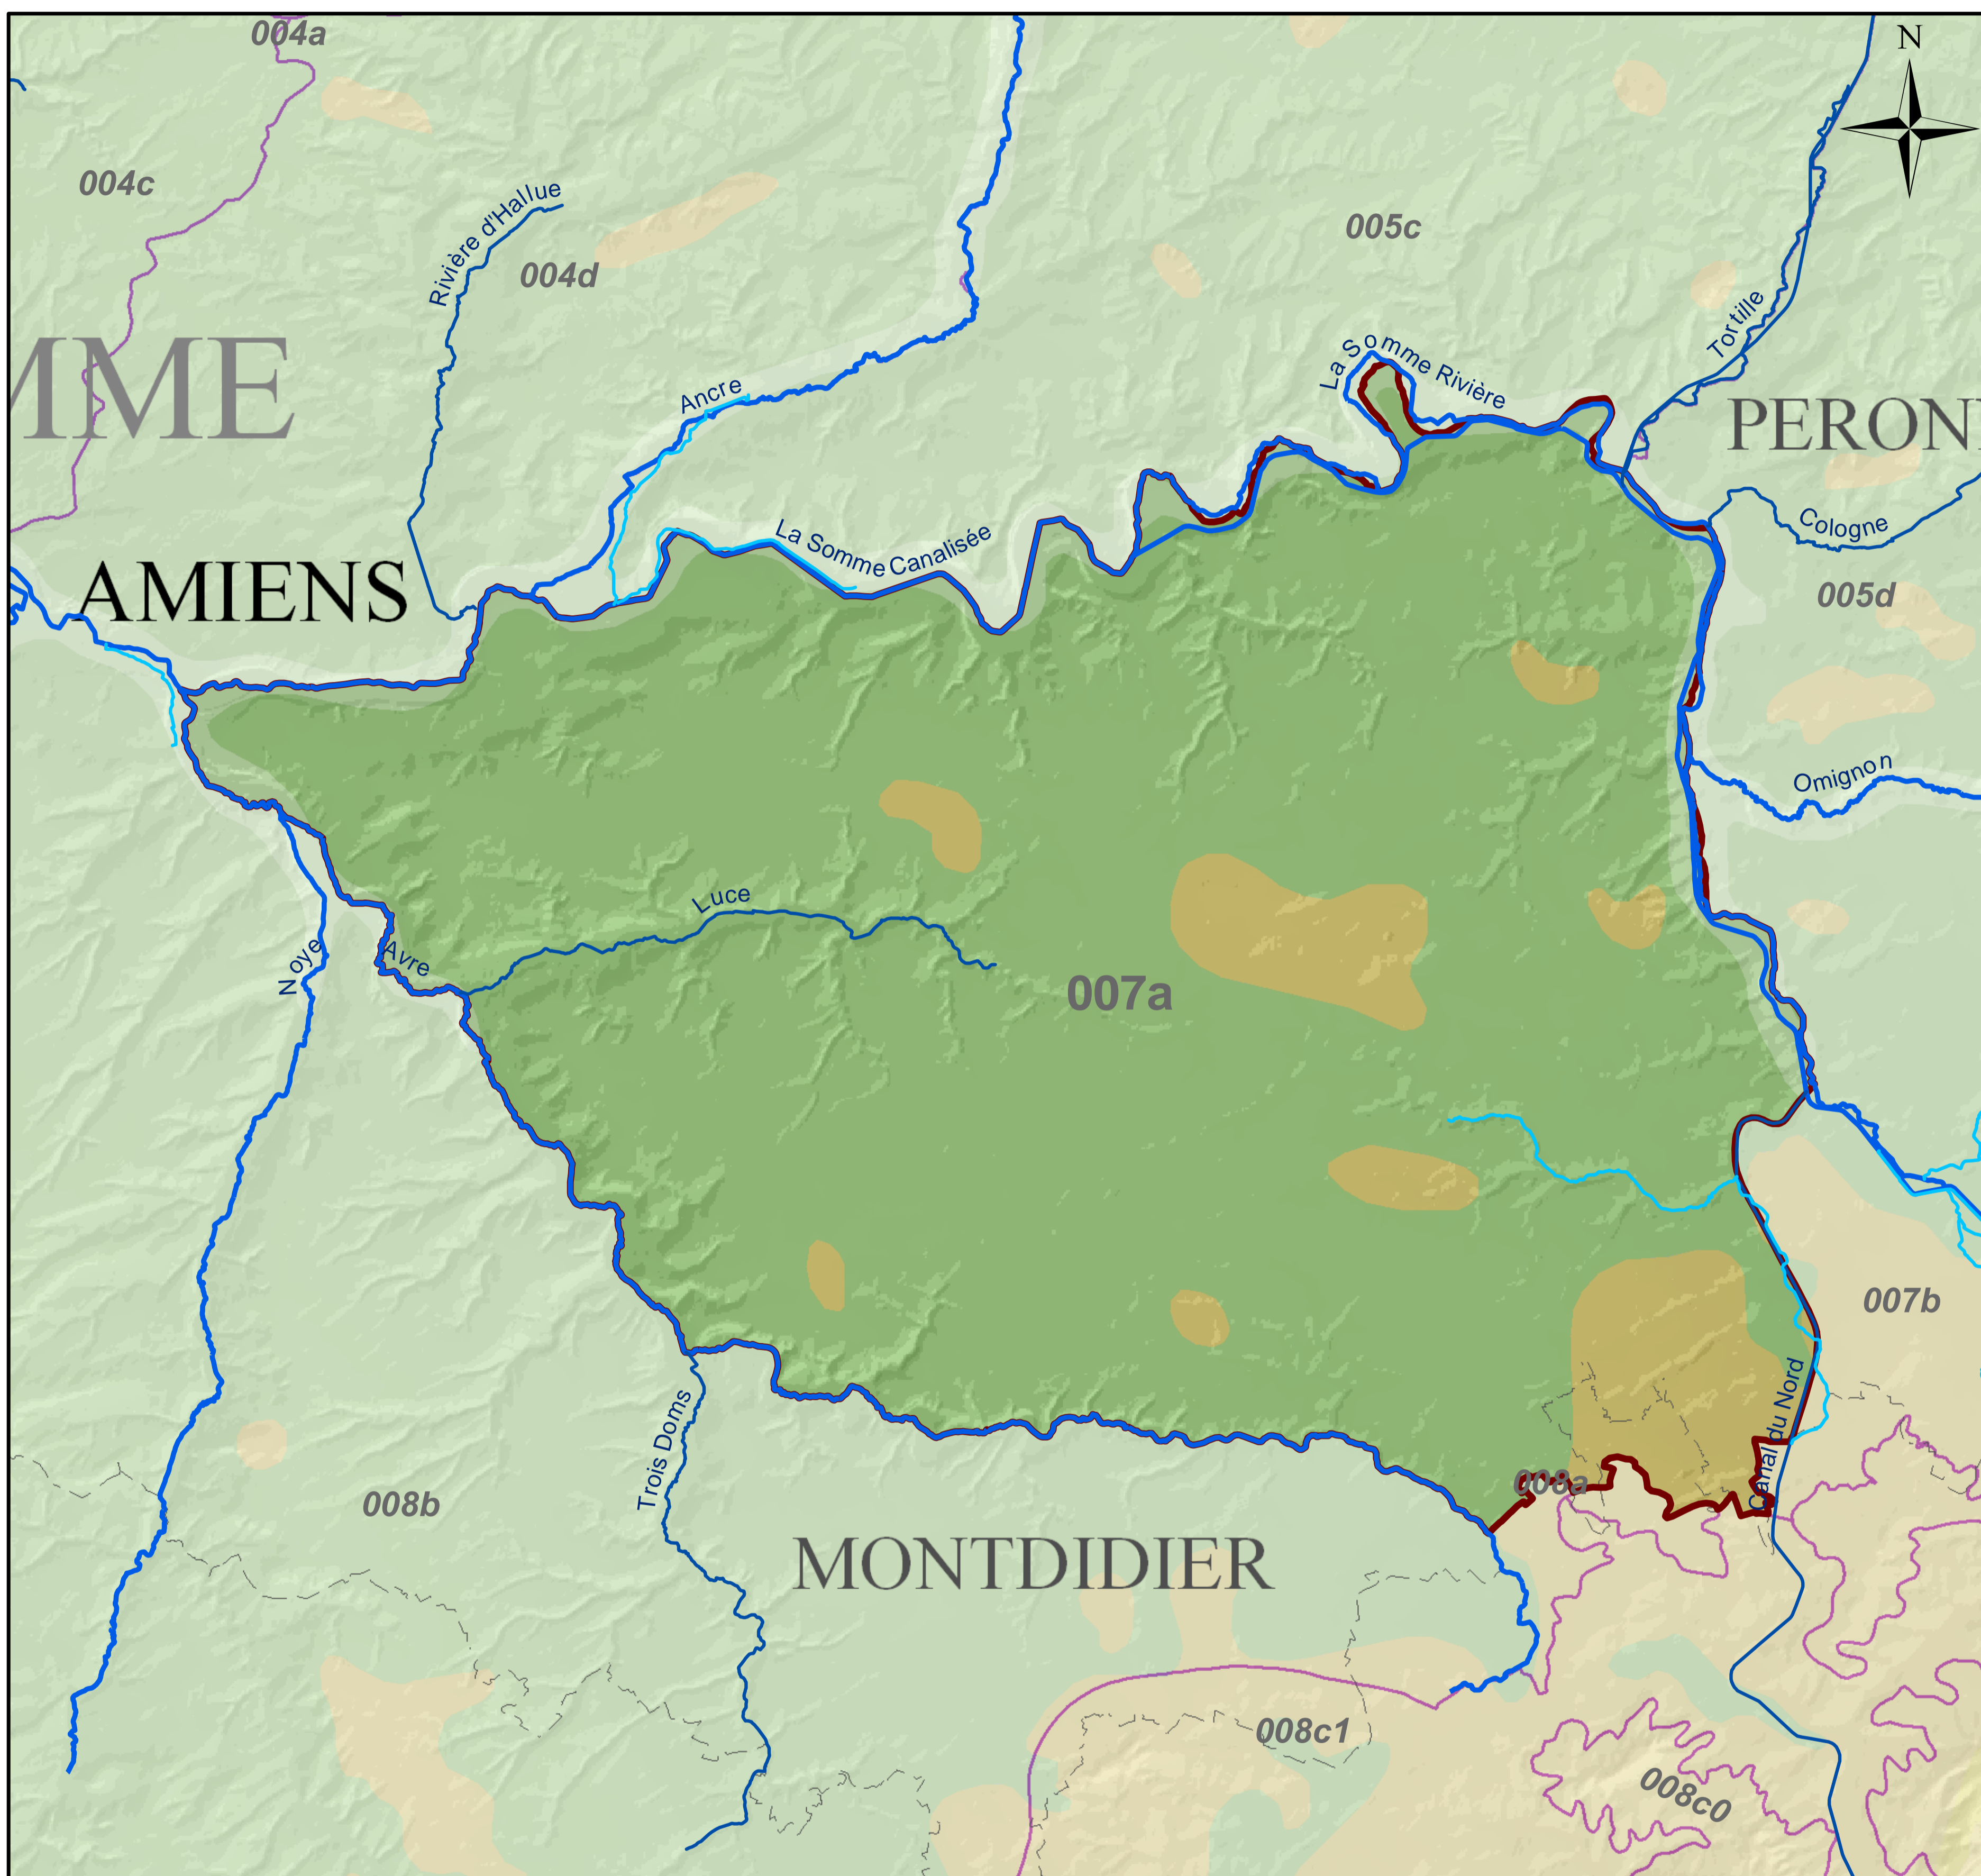 004a
N
004c
Rivière d'Hallue
004d
005c
Tortille
MME
La Somme Rivière
Ancre
PERON
Cologne
La Somme Canalisée
AMIENS
005d
Omignon
Luce
Noye
Avre
007a
007b
Canal du Nord
Trois Doms
008a
008b
MONTDIDIER
008c1
008c0